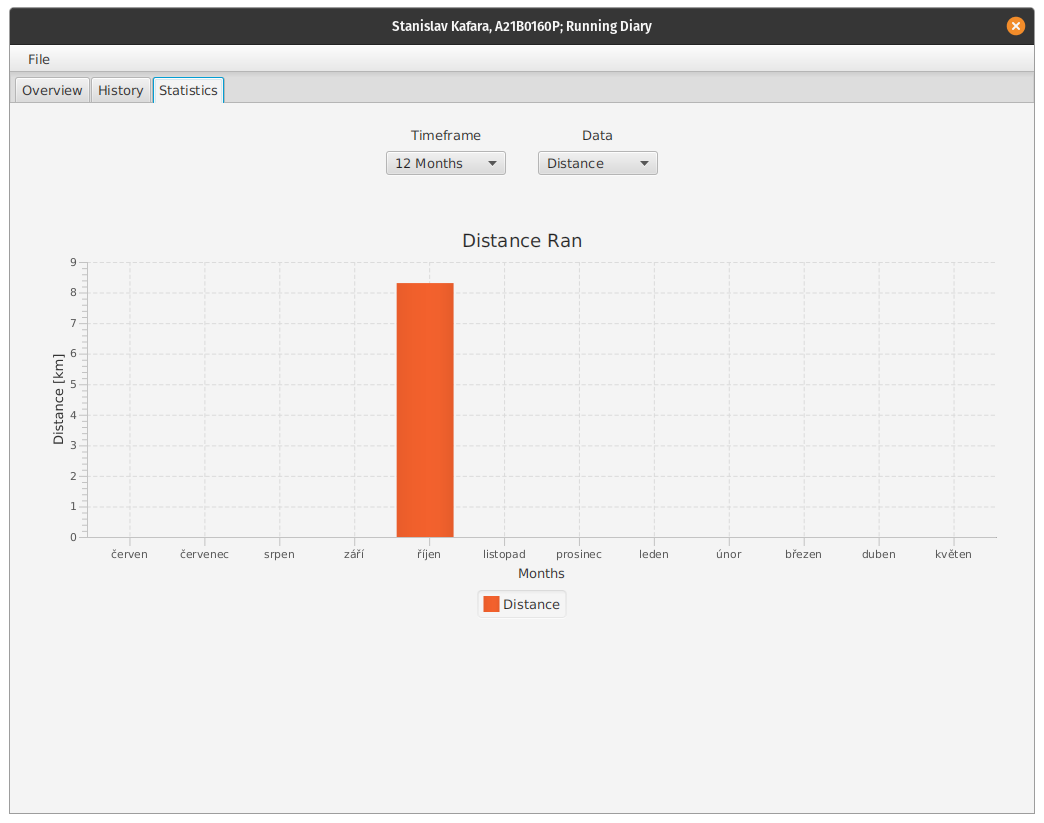 Stanislav Kafara, A21B0160P; Running Diary
File
Overview History Statistics
Timeframe Data
12 Months Distance
Distance Ran
9
8
7
6
5
4
3
2
1
0
Distance [km]
červen červenec srpen září říjen listopad prosinec leden únor březen duben květen
Months
Distance